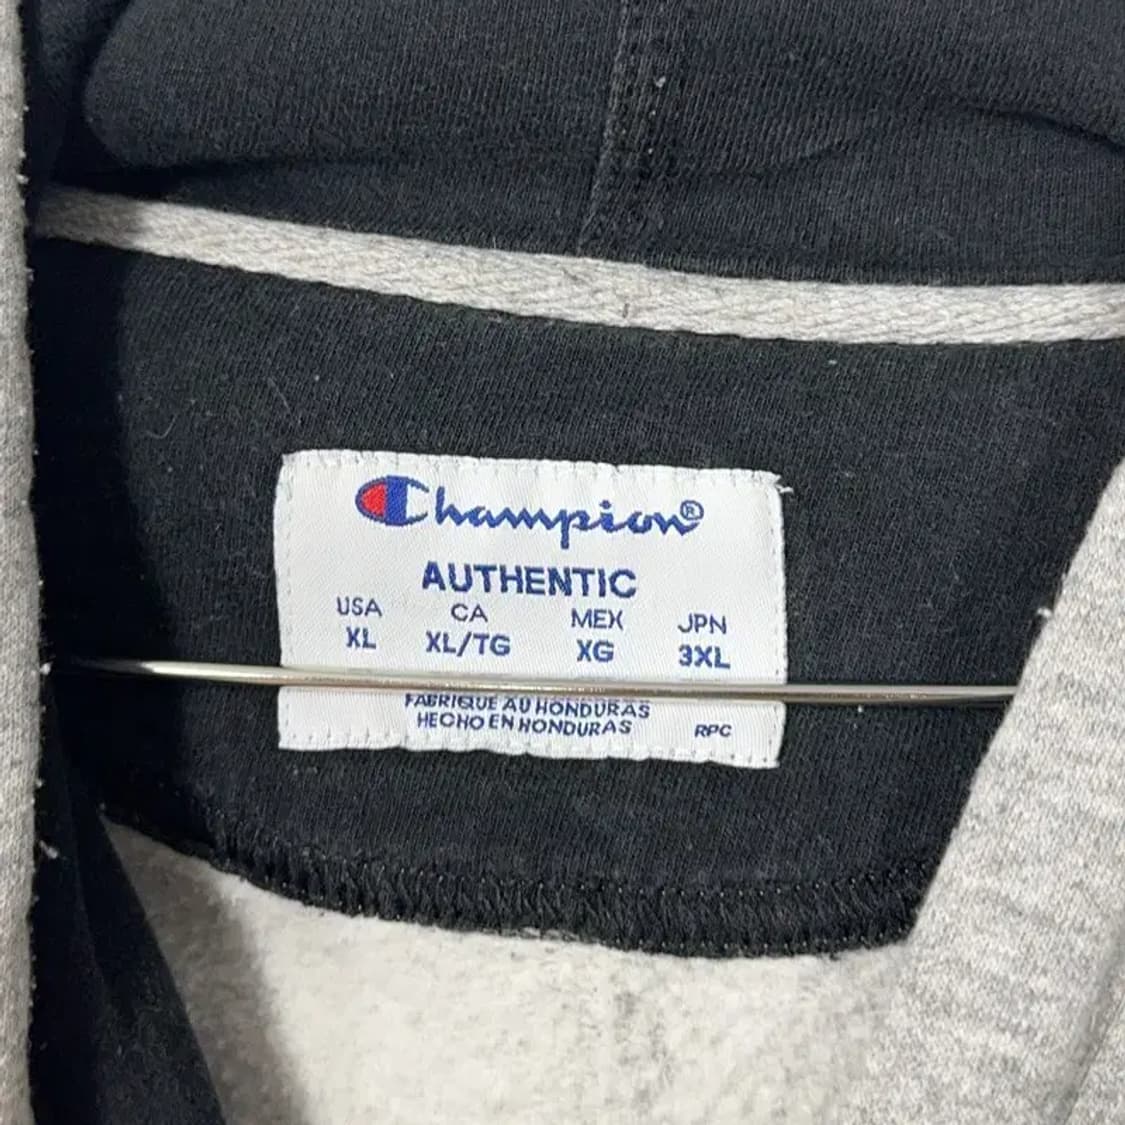 Champion®
AUTHENTIC
USA CA MEX JPN
XL XL/TG XG 3XL
FABRIQUE AU HONDURAS
HECHO EN HONDURAS RPC